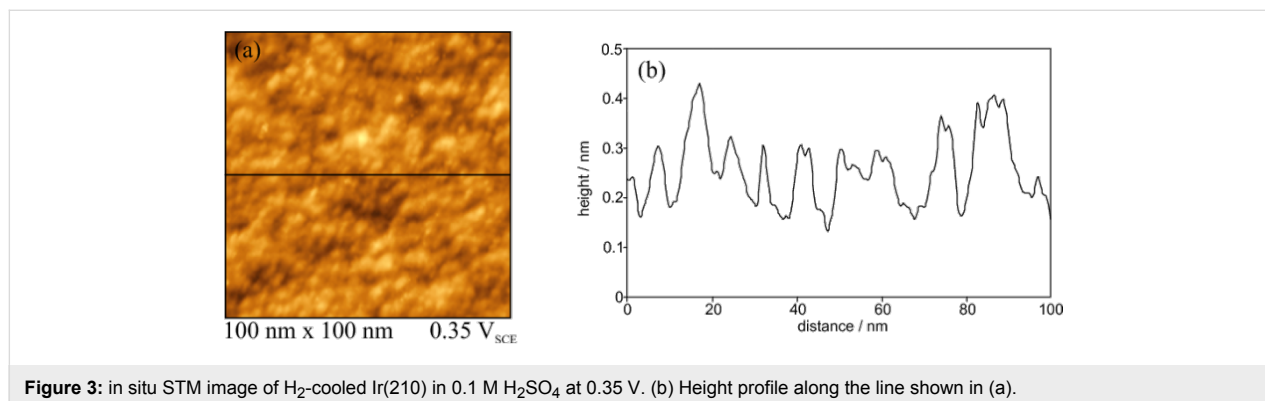 (a)
100 nm x 100 nm 0.35 V_SCE
(b)
height / nm
0.5
0.4
0.3
0.2
0.1
0
0 20 40 60 80 100
distance / nm
Figure 3: in situ STM image of H₂-cooled Ir(210) in 0.1 M H₂SO₄ at 0.35 V. (b) Height profile along the line shown in (a).